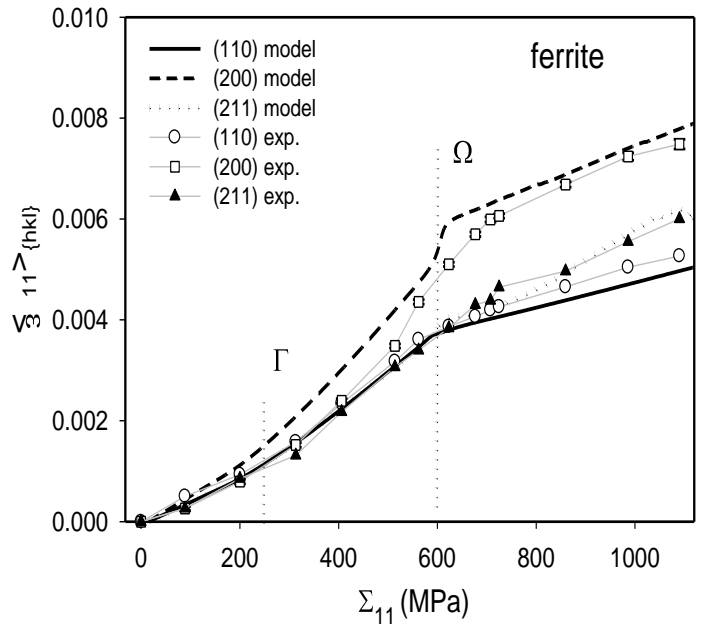 0.010
0.008
0.006
0.004
0.002
0.000
<ε 11>{hkl}
ferrite
(110) model
(200) model
(211) model
(110) exp.
(200) exp.
(211) exp.
Γ
Ω
0 200 400 600 800 1000
Σ11 (MPa)